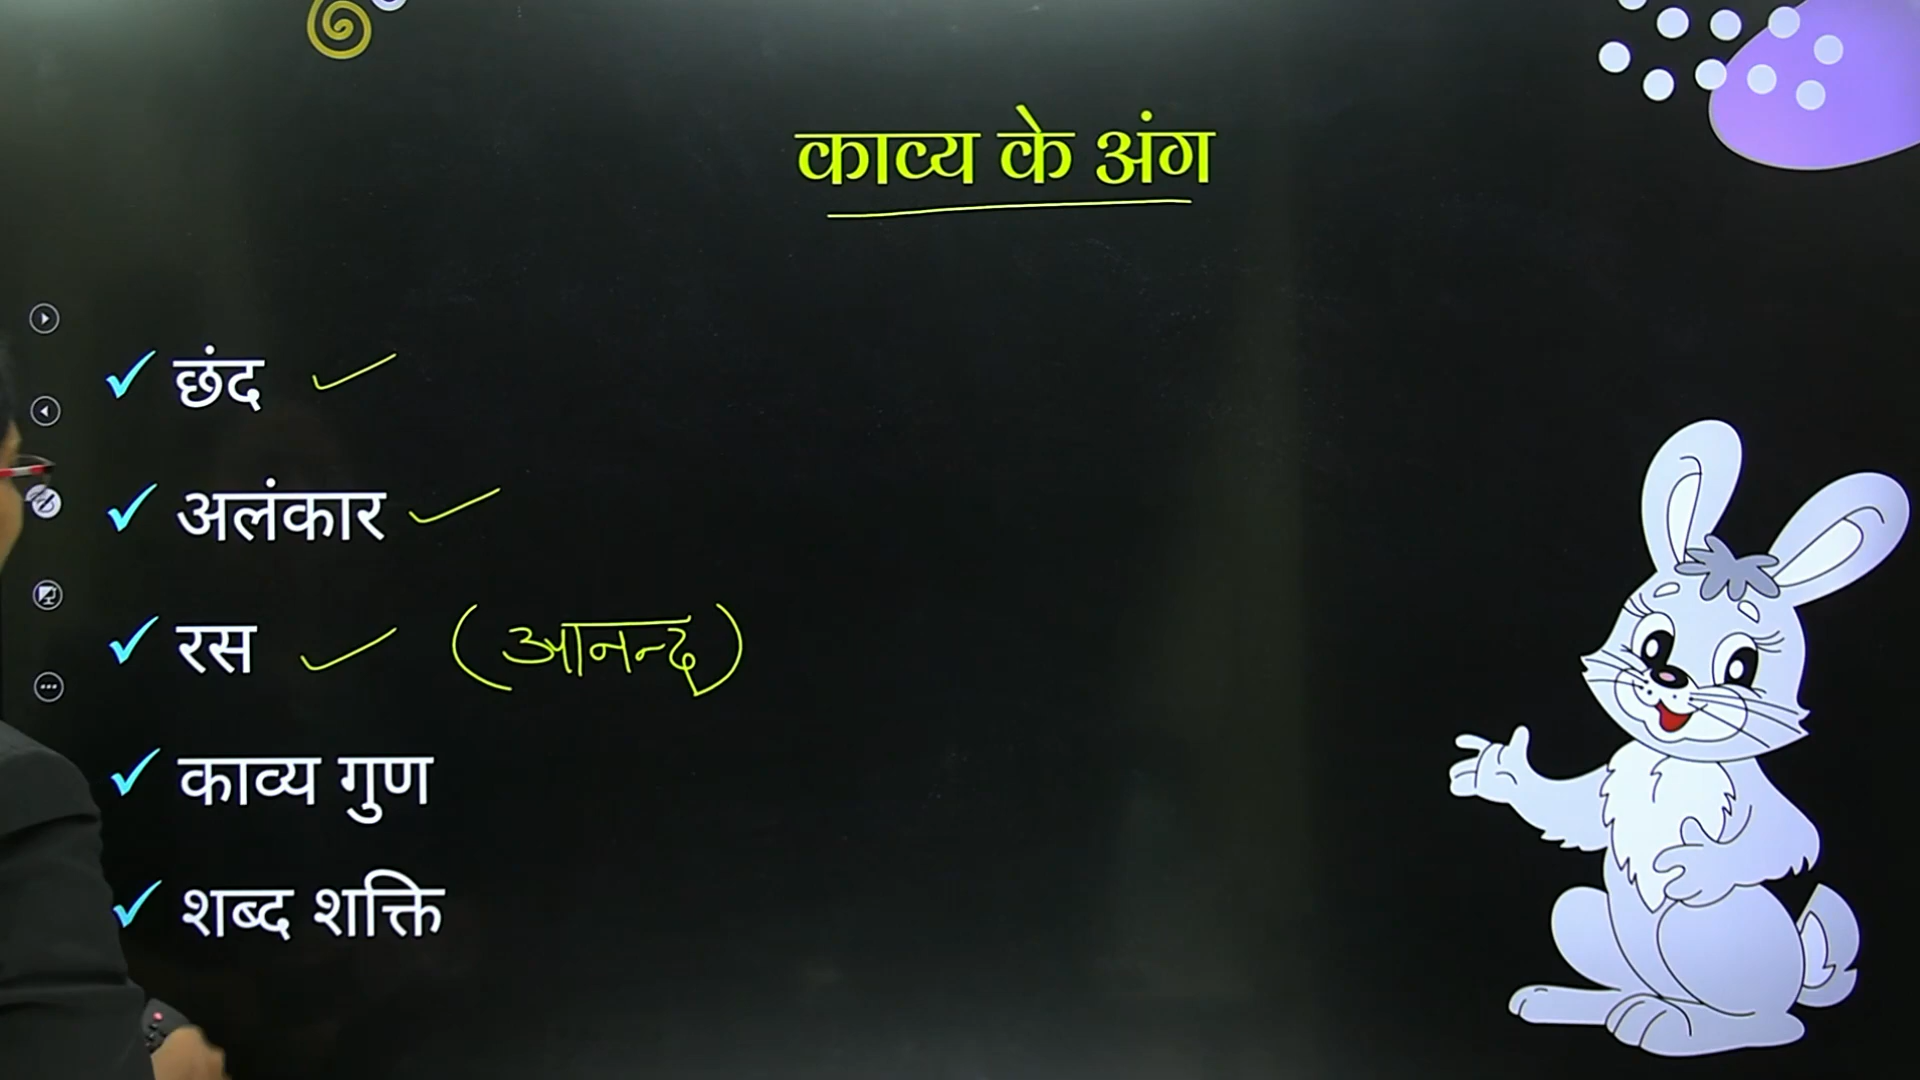 काव्य के अंग
छंद
अलंकार
रस (आनन्द)
काव्य गुण
शब्द शक्ति